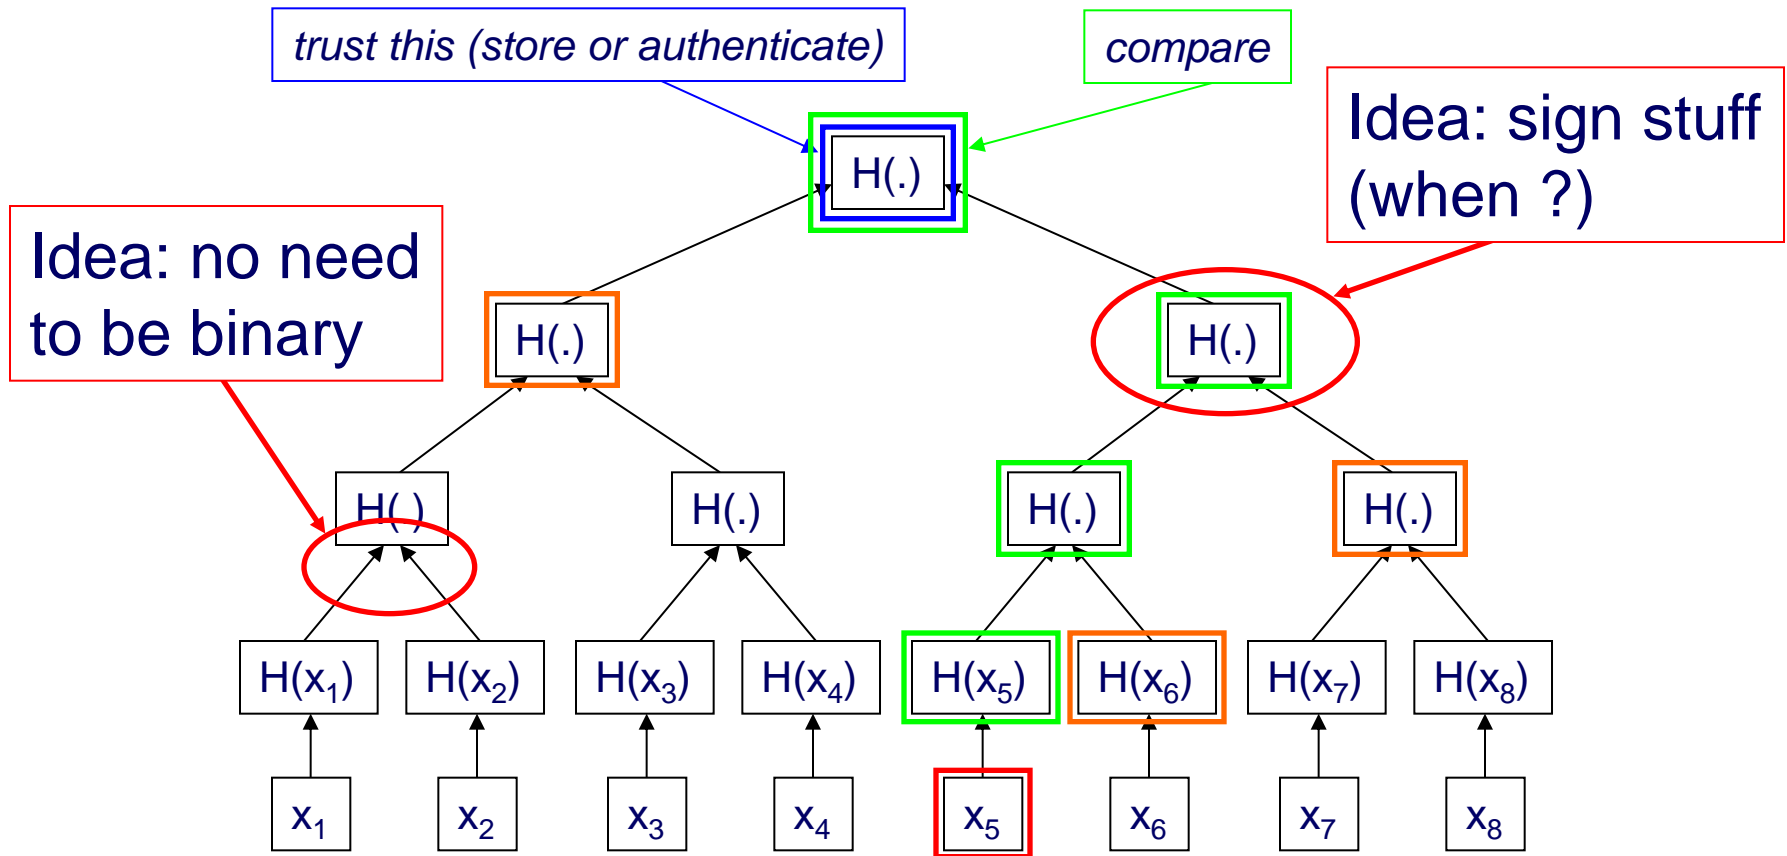 trust this (store or authenticate)
compare
Idea: sign stuff
(when ?)
H(.)
Idea: no need
to be binary
H(.)
H(.)
H(.)
H(.)
H(.)
H(.)
H(x₁)
H(x₂)
H(x₃)
H(x₄)
H(x₅)
H(x₆)
H(x₇)
H(x₈)
x₁
x₂
x₃
x₄
x₅
x₆
x₇
x₈